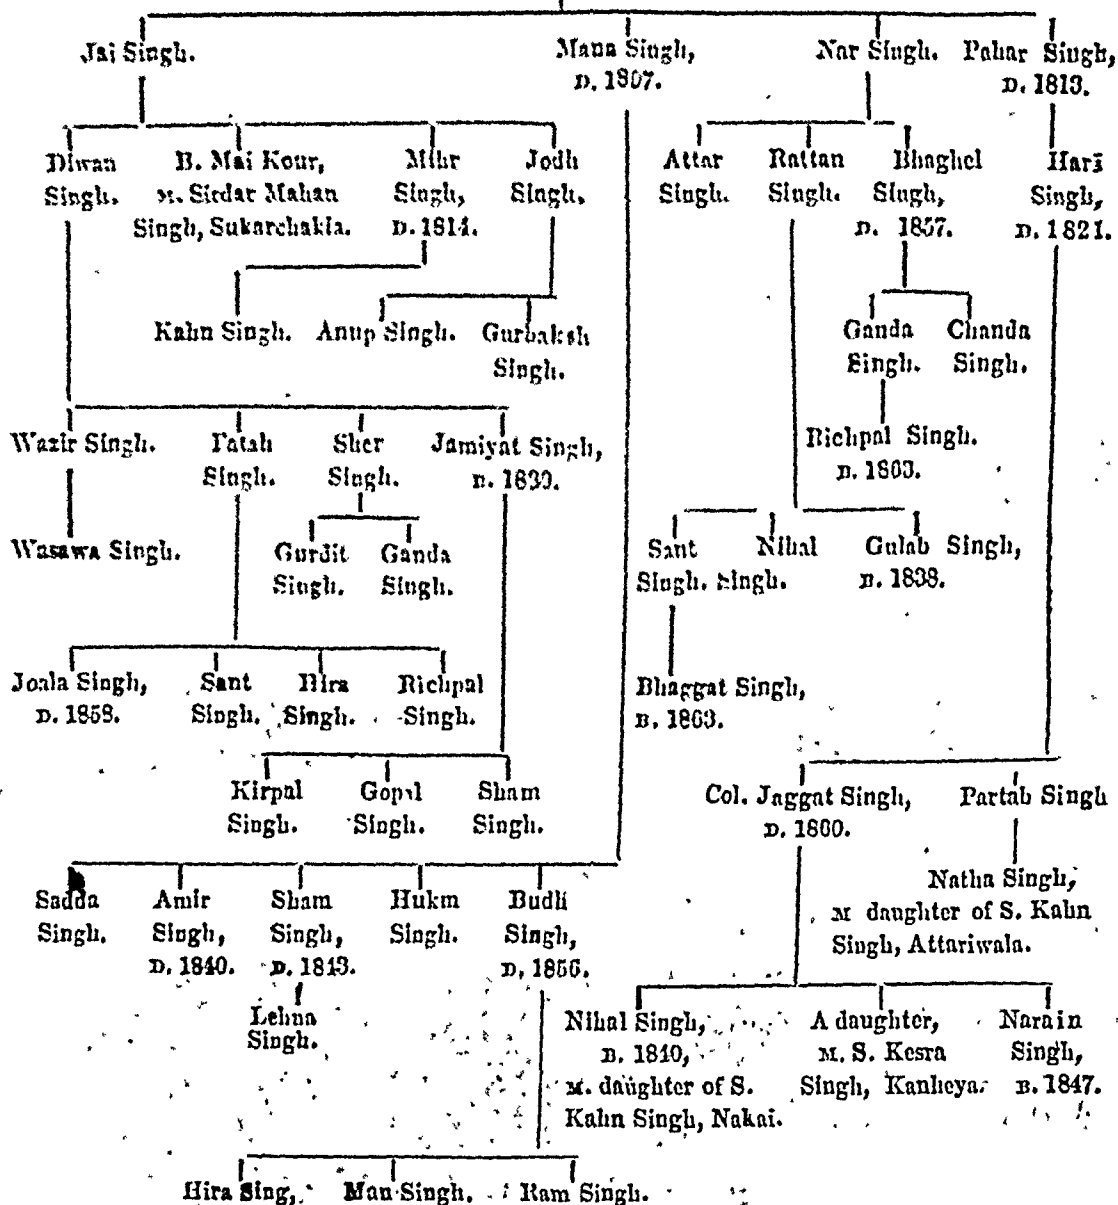 Jai Singh. Mana Singh, Nar Singh. Pahar Singh,
D. 1807. D. 1813.
Diwan B. Mai Kour, Mihr Jodh Attar Rattan Bhaghel Hari
Singh. M. Sirdar Mahan Singh, Singh. Singh. Singh. Singh, Singh,
Singh, Sukarchakia. D. 1814. D. 1857. D. 1821.
Kahn Singh. Anup Singh. Gurbaksh Ganda Chanda
Singh. Singh. Singh.
Wazir Singh. Fatah Sher Jamiyat Singh, Richpal Singh.
Singh. Singh. D. 1863.
Wasawa Singh. Gurdit Ganda Sant Nihal Gulab Singh,
Singh. Singh. Singh. Singh. B. 1838.
Joala Singh, Sant Hira Richpal Bhaggat Singh,
D. 1858. Singh. Singh. Singh. B. 1863.
Kirpal Gopal Sham Col. Jaggat Singh, Partab Singh
Singh. Singh. Singh. D. 1860.
Sadda Amir Sham Hukm Budh Natha Singh,
Singh. Singh, Singh, Singh. Singh, M daughter of S. Kahn
D. 1840. D. 1843. D. 1856. Singh, Attariwala.
Lehna Nihal Singh, A daughter, Narain
Singh. B. 1840, M. S. Kesra Singh,
M. daughter of S. Singh, Kanheya. B. 1847.
Kahn Singh, Nakai.
Hira Sing, Man Singh. Ram Singh.